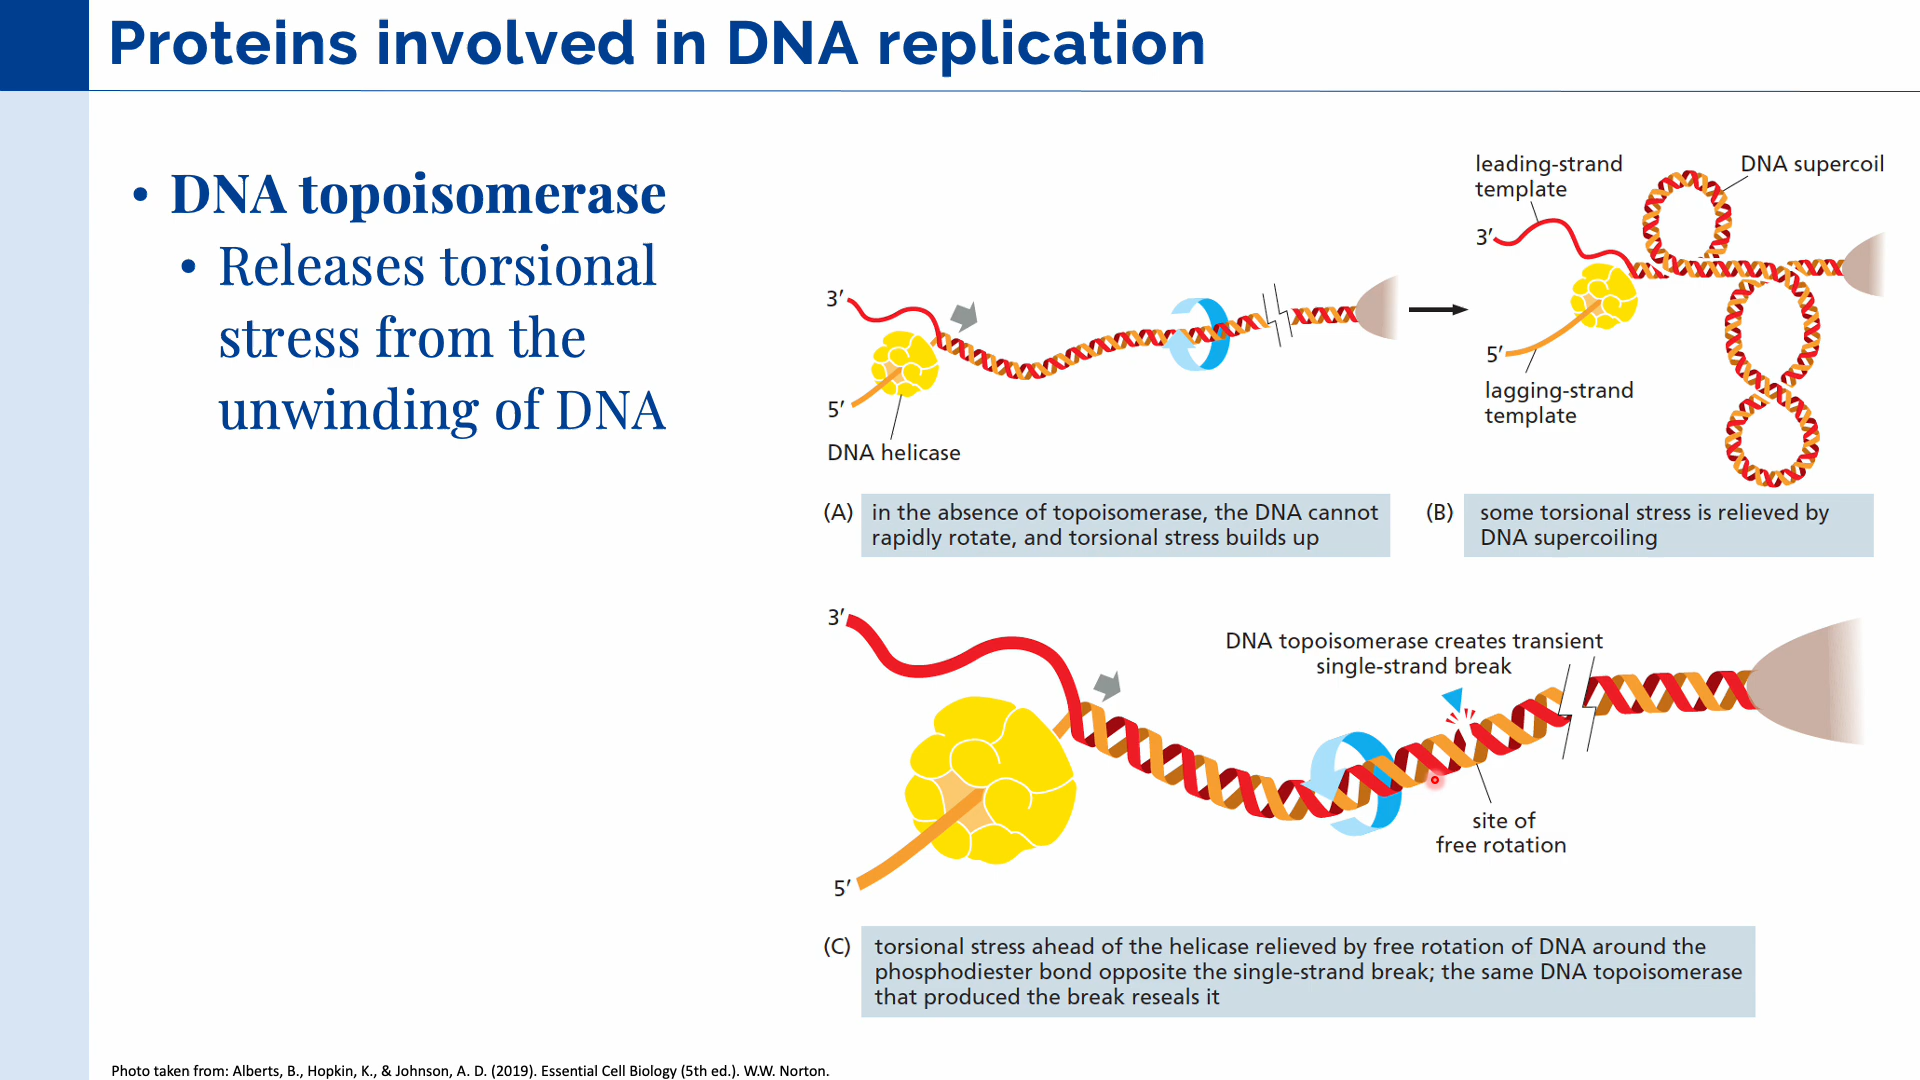 Proteins involved in DNA replication
• DNA topoisomerase
• Releases torsional
stress from the
unwinding of DNA
3′
5′
DNA helicase
(A) in the absence of topoisomerase, the DNA cannot
rapidly rotate, and torsional stress builds up
leading-strand
template
DNA supercoil
3′
5′
lagging-strand
template
(B) some torsional stress is relieved by
DNA supercoiling
3′
DNA topoisomerase creates transient
single-strand break
site of
free rotation
5′
(C) torsional stress ahead of the helicase relieved by free rotation of DNA around the
phosphodiester bond opposite the single-strand break; the same DNA topoisomerase
that produced the break reseals it
Photo taken from: Alberts, B., Hopkin, K., & Johnson, A. D. (2019). Essential Cell Biology (5th ed.). W.W. Norton.